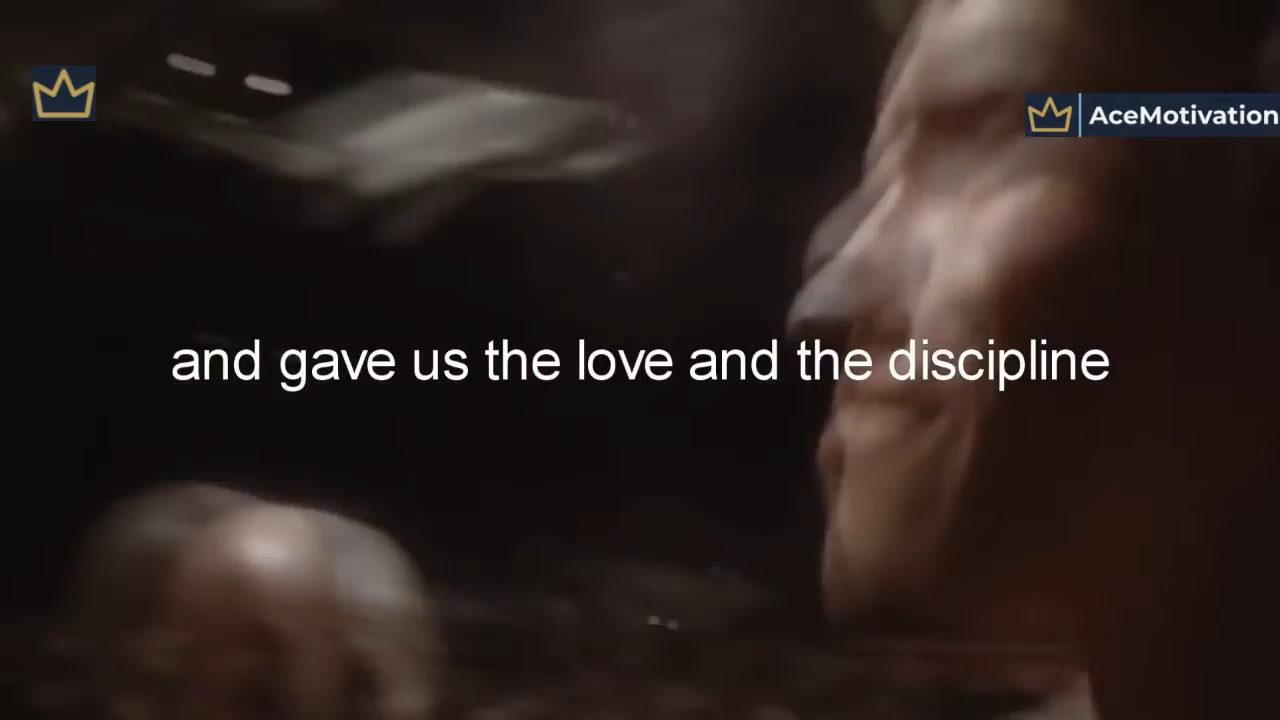 AceMotivation
and gave us the love and the discipline